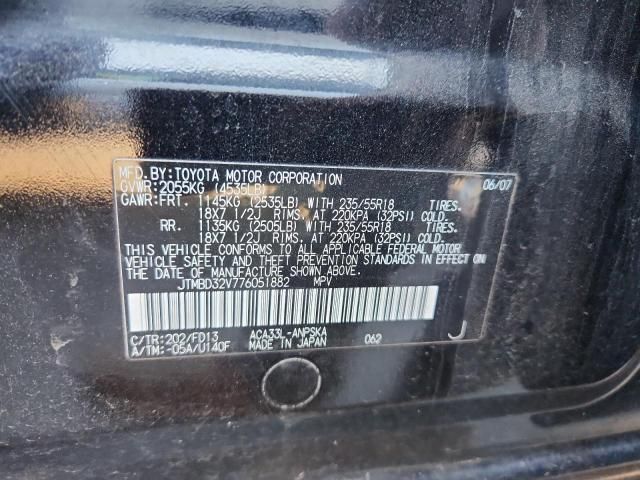 MFD.BY:TOYOTA MOTOR CORPORATION 06/07
GVWR:2055KG (4535LB)
GAWR:FRT. 1145KG (2535LB) WITH 235/55R18 TIRES.
18X7 1/2J RIMS, AT 220KPA (32PSI) COLD.
RR. 1135KG (2505LB) WITH 235/55R18 TIRES.
18X7 1/2J RIMS, AT 220KPA (32PSI) COLD.
THIS VEHICLE CONFORMS TO ALL APPLICABLE FEDERAL MOTOR
VEHICLE SAFETY AND THEFT PREVENTION STANDARDS IN EFFECT
ON THE DATE OF MANUFACTURE SHOWN ABOVE.
JTMBD32V776051882 MPV
C/TR:202/FD13 ACA33L-ANPSKA
A/TM:-05A/U140F MADE IN JAPAN 062 J